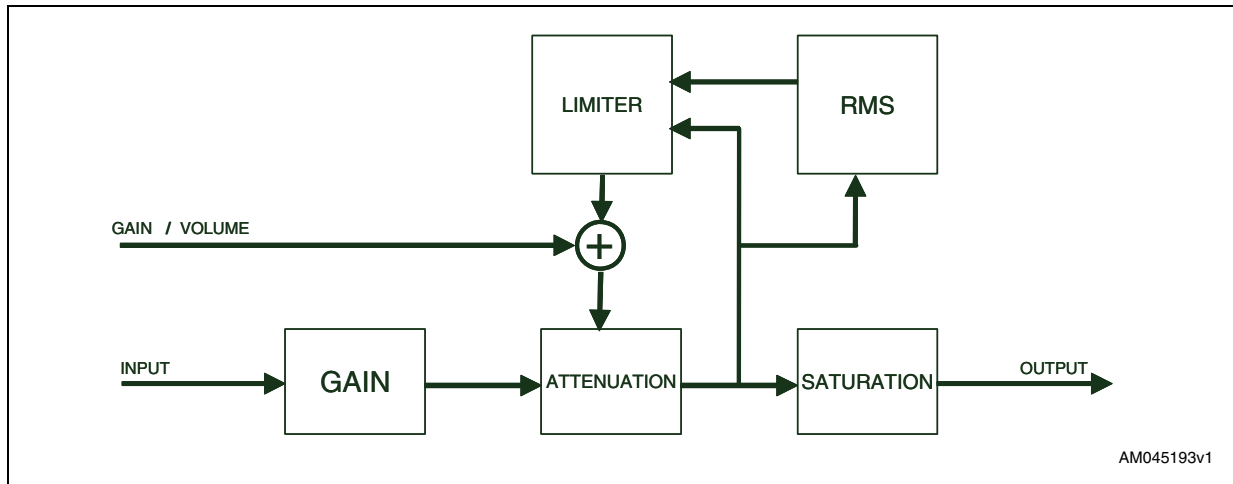 LIMITER
RMS
GAIN / VOLUME
+
INPUT
GAIN
ATTENUATION
SATURATION
OUTPUT
AM045193v1